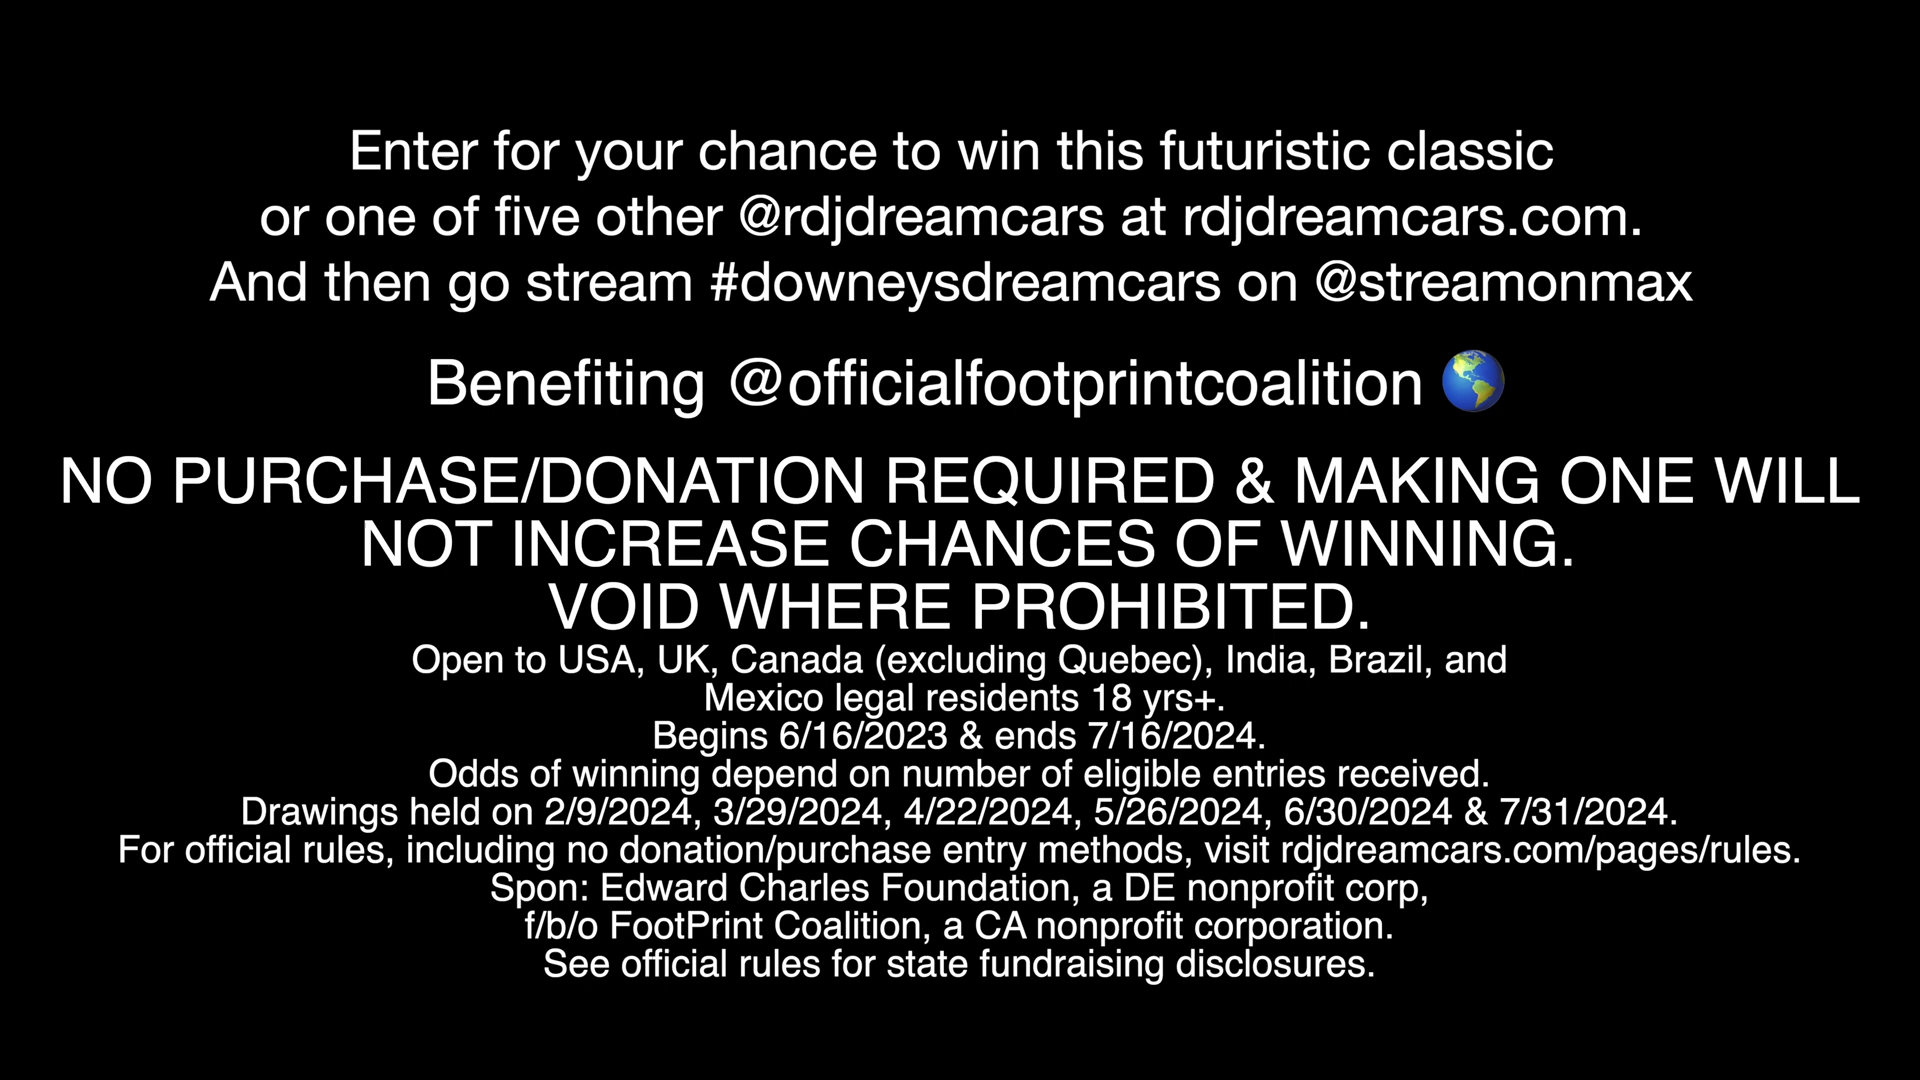 Enter for your chance to win this futuristic classic
or one of five other @rdjdreamcars at rdjdreamcars.com.
And then go stream #downeysdreamcars on @streamonmax
Benefiting @officialfootprintcoalition 🌎
NO PURCHASE/DONATION REQUIRED & MAKING ONE WILL
NOT INCREASE CHANCES OF WINNING.
VOID WHERE PROHIBITED.
Open to USA, UK, Canada (excluding Quebec), India, Brazil, and
Mexico legal residents 18 yrs+.
Begins 6/16/2023 & ends 7/16/2024.
Odds of winning depend on number of eligible entries received.
Drawings held on 2/9/2024, 3/29/2024, 4/22/2024, 5/26/2024, 6/30/2024 & 7/31/2024.
For official rules, including no donation/purchase entry methods, visit rdjdreamcars.com/pages/rules.
Spon: Edward Charles Foundation, a DE nonprofit corp,
f/b/o FootPrint Coalition, a CA nonprofit corporation.
See official rules for state fundraising disclosures.